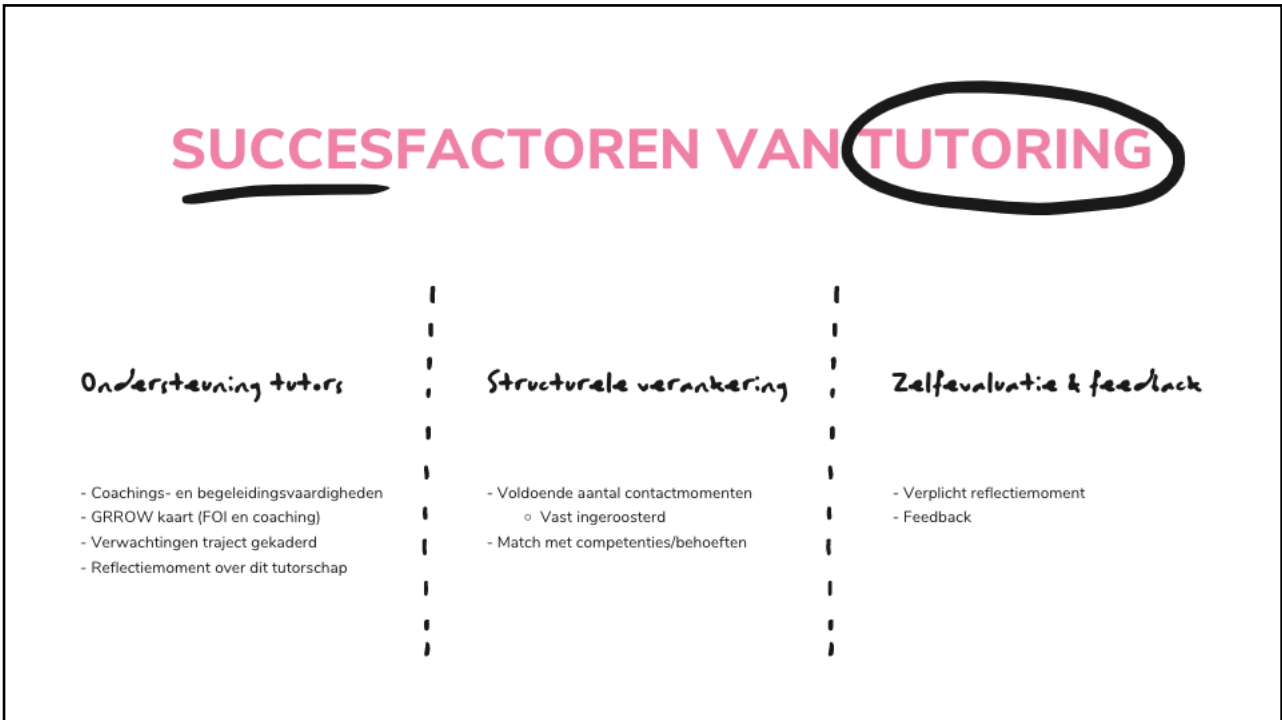 SUCCESFACTOREN VAN TUTORING
Ondersteuning tutors
- Coachings- en begeleidingsvaardigheden
- GRROW kaart (FOI en coaching)
- Verwachtingen traject gekaderd
- Reflectiemoment over dit tutorschap
Structurele verankering
- Voldoende aantal contactmomenten
◦ Vast ingeroosterd
- Match met competenties/behoeften
Zelfevaluatie & feedback
- Verplicht reflectiemoment
- Feedback